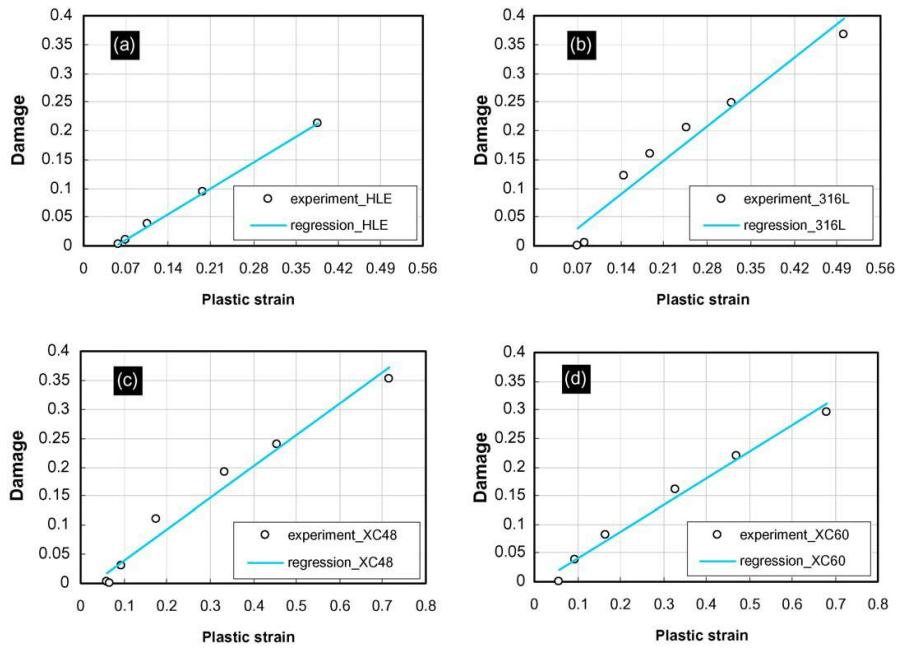 (a)
0.4
0.35
0.3
0.25
0.2
0.15
0.1
0.05
0
Damage
experiment_HLE
regression_HLE
0 0.07 0.14 0.21 0.28 0.35 0.42 0.49 0.56
Plastic strain
(b)
0.4
0.35
0.3
0.25
0.2
0.15
0.1
0.05
0
Damage
experiment_316L
regression_316L
0 0.07 0.14 0.21 0.28 0.35 0.42 0.49 0.56
Plastic strain
(c)
0.4
0.35
0.3
0.25
0.2
0.15
0.1
0.05
0
Damage
experiment_XC48
regression_XC48
0 0.1 0.2 0.3 0.4 0.5 0.6 0.7 0.8
Plastic strain
(d)
0.4
0.35
0.3
0.25
0.2
0.15
0.1
0.05
0
Damage
experiment_XC60
regression_XC60
0 0.1 0.2 0.3 0.4 0.5 0.6 0.7 0.8
Plastic strain